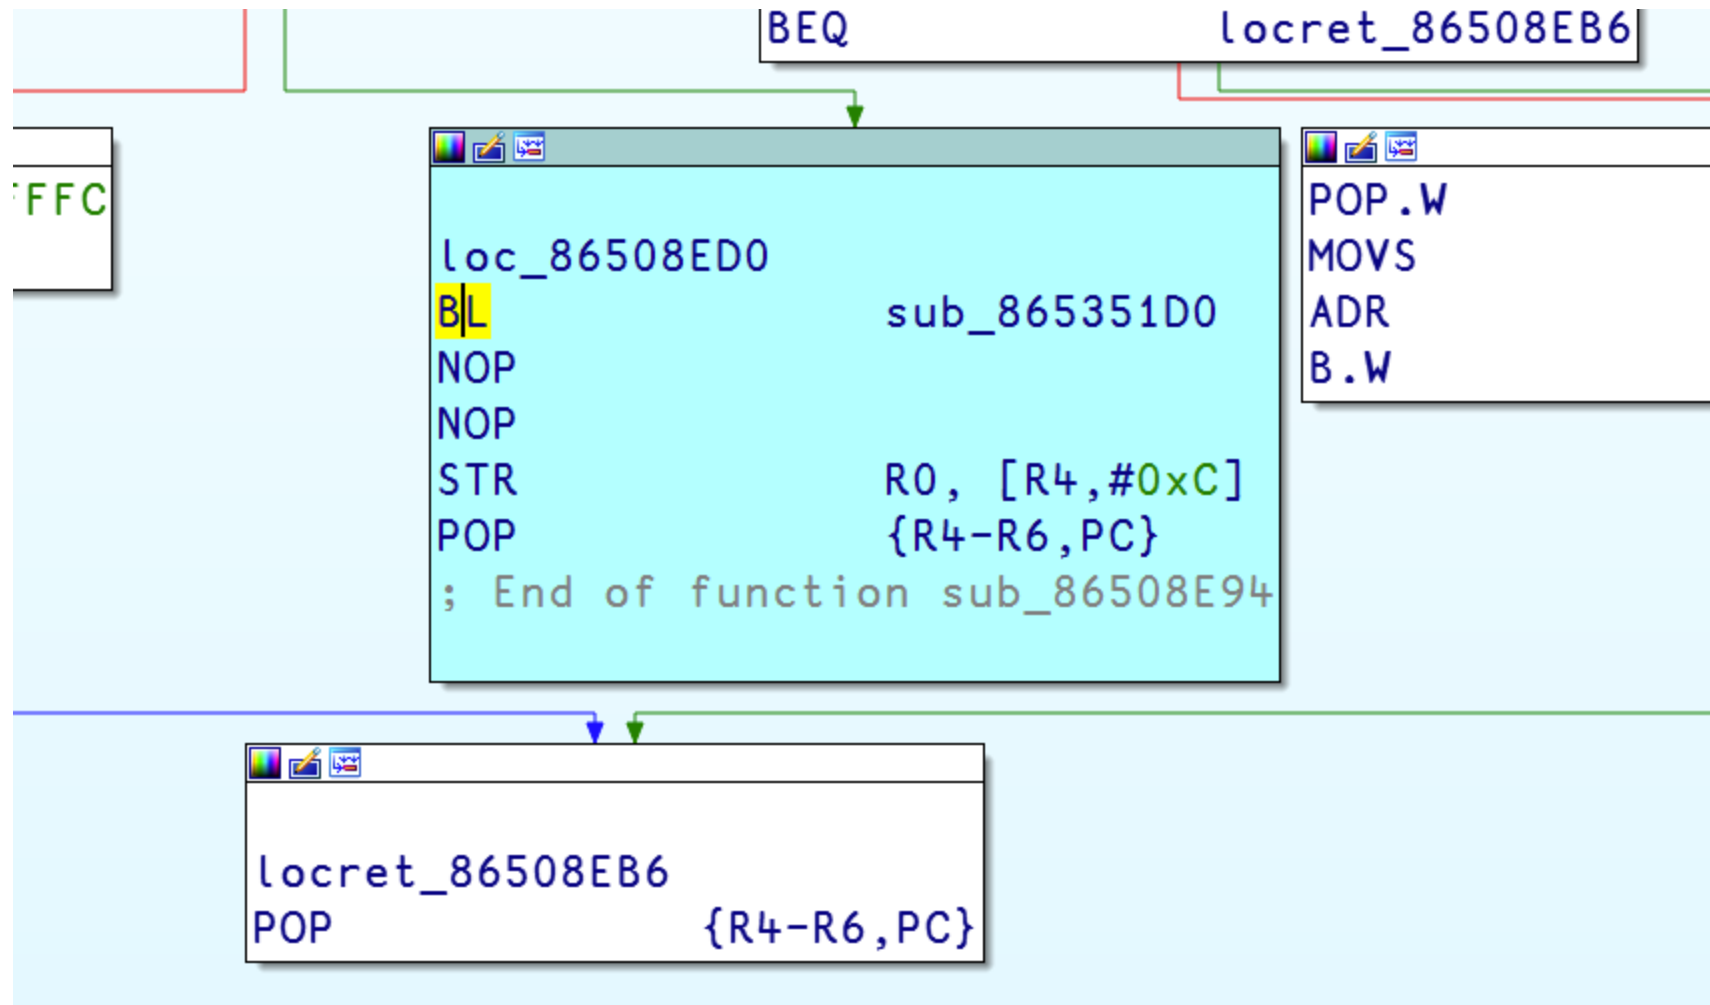 BEQ locret_86508EB6
FFC
loc_86508ED0
BL sub_865351D0
NOP
NOP
STR R0, [R4,#0xC]
POP {R4-R6,PC}
; End of function sub_86508E94
POP.W
MOVS
ADR
B.W
locret_86508EB6
POP {R4-R6,PC}